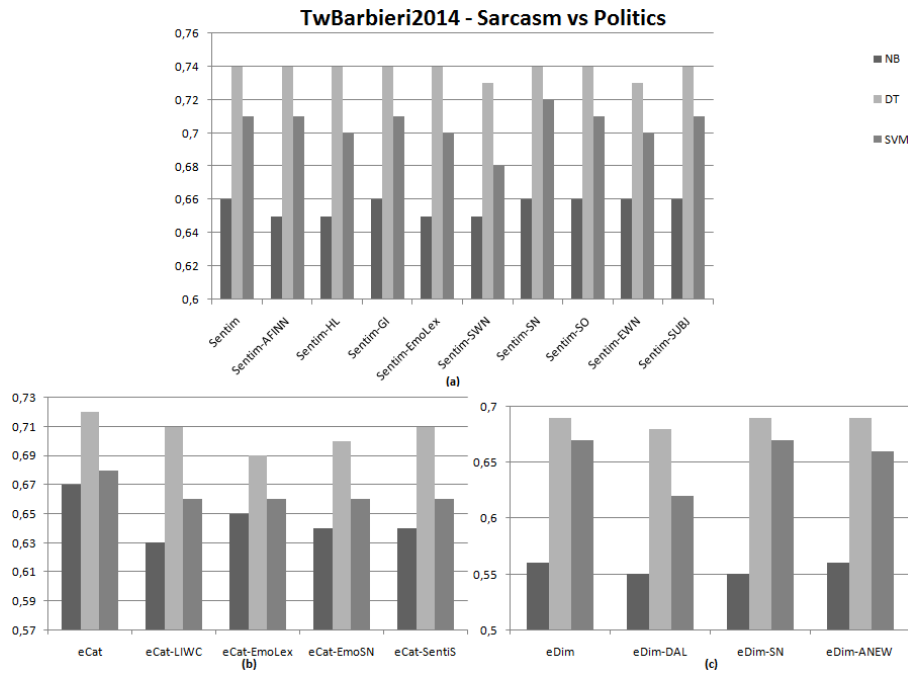 TwBarbieri2014 - Sarcasm vs Politics
0,76
0,74
0,72
0,7
0,68
0,66
0,64
0,62
0,6
NB
DT
SVM
Sentim
Sentim-AFINN
Sentim-HL
Sentim-GI
Sentim-EmoLex
Sentim-SWN
Sentim-SN
Sentim-SO
Sentim-EWN
Sentim-SUBJ
(a)
0,73
0,71
0,69
0,67
0,65
0,63
0,61
0,59
0,57
eCat eCat-LIWC eCat-EmoLex eCat-EmoSN eCat-SentiS
(b)
0,7
0,65
0,6
0,55
0,5
eDim eDim-DAL eDim-SN eDim-ANEW
(c)